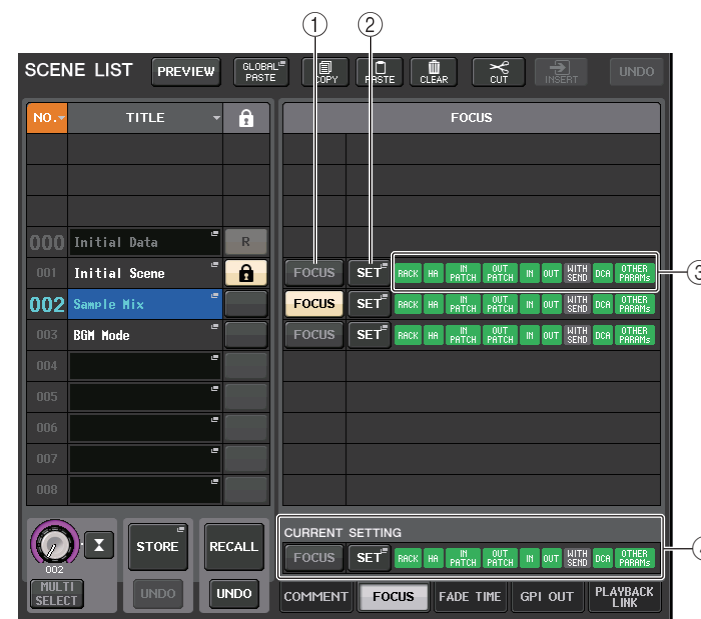 ① ②
SCENE LIST PREVIEW GLOBAL PASTE COPY PASTE CLEAR CUT INSERT UNDO
NO. TITLE FOCUS
000 Initial Data R
001 Initial Scene FOCUS SET RACK HA IN PATCH OUT PATCH IN OUT WITH SEND DCA OTHER PARAMs ③
002 Sample Mix FOCUS SET RACK HA IN PATCH OUT PATCH IN OUT WITH SEND DCA OTHER PARAMs
003 BGM Mode FOCUS SET RACK HA IN PATCH OUT PATCH IN OUT WITH SEND DCA OTHER PARAMs
004
005
006
007
008
CURRENT SETTING
STORE RECALL FOCUS SET RACK HA IN PATCH OUT PATCH IN OUT WITH SEND DCA OTHER PARAMs
002
MULTI SELECT UNDO UNDO COMMENT FOCUS FADE TIME GPI OUT PLAYBACK LINK